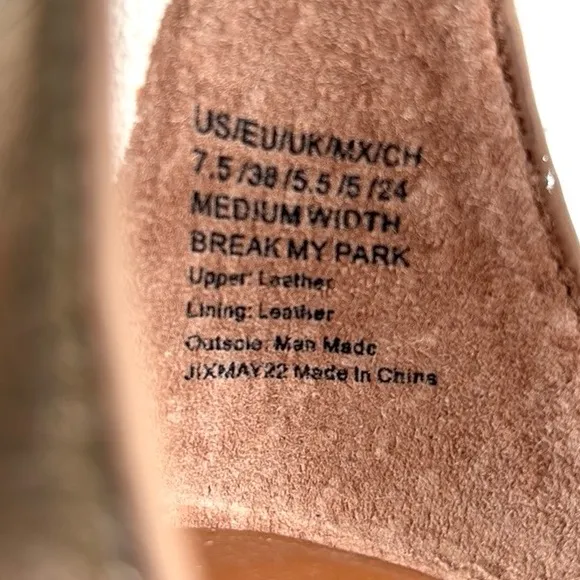 US/EU/UK/MX/CH
7.5/38/5.5/5/24
MEDIUM WIDTH
BREAK MY PARK
Upper: Leather
Lining: Leather
Outsole: Man Made
JIXMAY22 Made In China